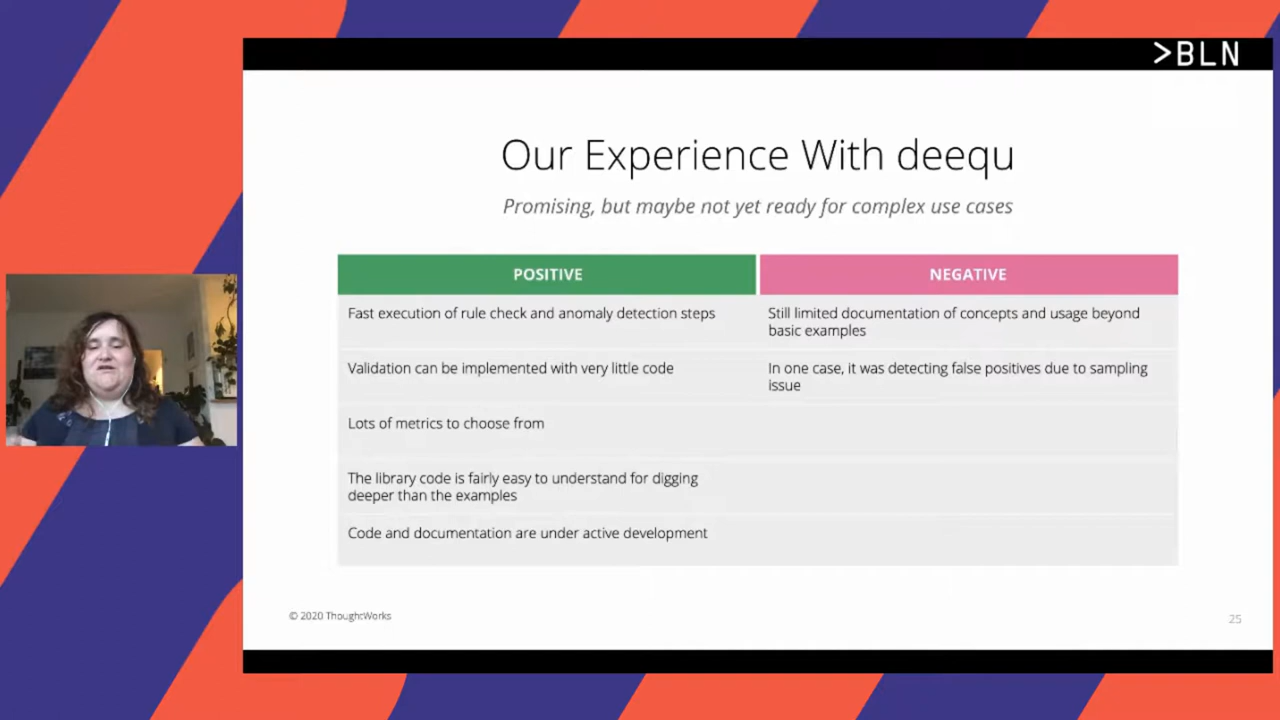 >BLN
Our Experience With deequ
Promising, but maybe not yet ready for complex use cases
POSITIVE
NEGATIVE
Fast execution of rule check and anomaly detection steps
Still limited documentation of concepts and usage beyond
basic examples
Validation can be implemented with very little code
In one case, it was detecting false positives due to sampling
issue
Lots of metrics to choose from
The library code is fairly easy to understand for digging
deeper than the examples
Code and documentation are under active development
© 2020 ThoughtWorks
25